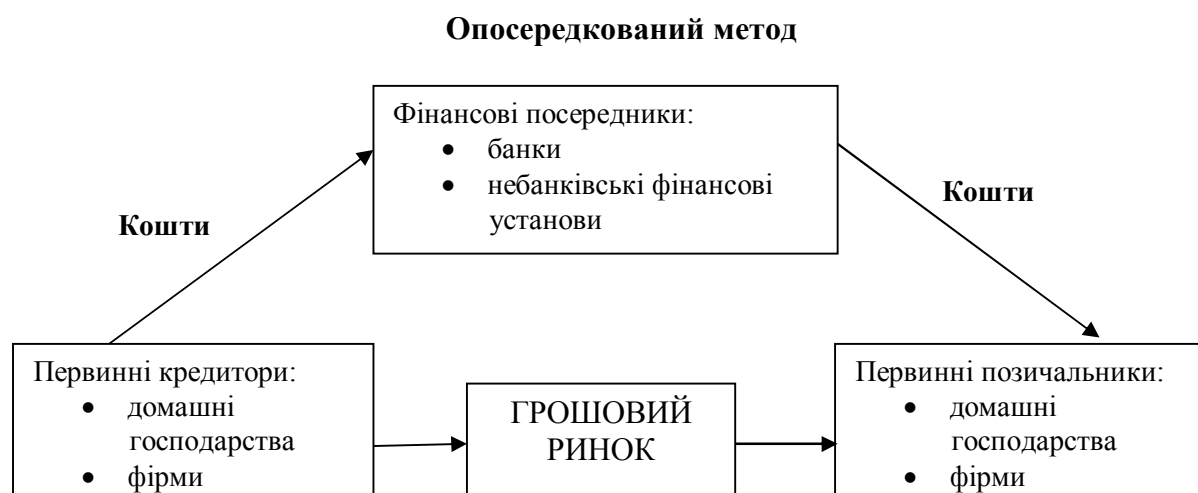 Опосередкований метод
Фінансові посередники:
• банки
• небанківські фінансові
установи
Кошти
Кошти
Первинні кредитори:
• домашні
господарства
• фірми
ГРОШОВИЙ
РИНОК
Первинні позичальники:
• домашні
господарства
• фірми